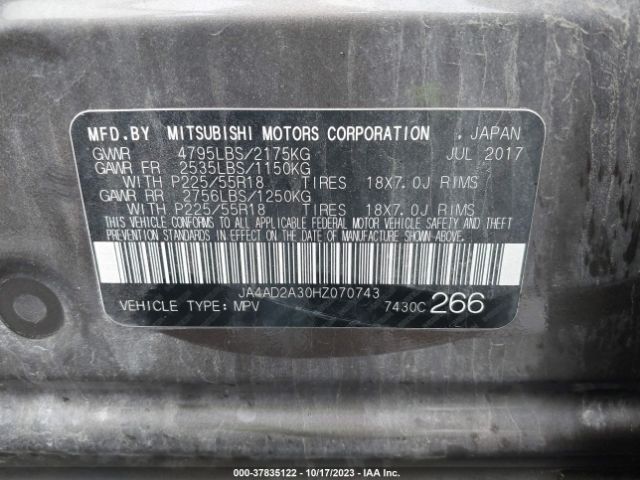 MFD.BY MITSUBISHI MOTORS CORPORATION , JAPAN
GVWR 4795LBS/2175KG JUL 2017
GAWR FR 2535LBS/1150KG
WITH P225/55R18 TIRES 18X7.0J RIMS
GAWR RR 2756LBS/1250KG
WITH P225/55R18 TIRES 18X7.0J RIMS
THIS VEHICLE CONFORMS TO ALL APPLICABLE FEDERAL MOTOR VEHICLE SAFETY AND THEFT
PREVENTION STANDARDS IN EFFECT ON THE DATE OF MANUFACTURE SHOWN ABOVE.
JA4AD2A30HZ070743
VEHICLE TYPE: MPV 7430C 266
000-37835122 - 10/17/2023 - IAA Inc.